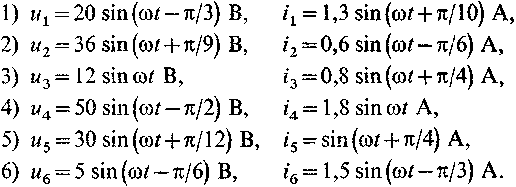 1) u₁=20 sin(ωt−π/3) В, i₁=1,3 sin(ωt+π/10) А,
2) u₂=36 sin(ωt+π/9) В, i₂=0,6 sin(ωt−π/6) А,
3) u₃=12 sin ωt В, i₃=0,8 sin(ωt+π/4) А,
4) u₄=50 sin(ωt−π/2) В, i₄=1,8 sin ωt А,
5) u₅=30 sin(ωt+π/12) В, i₅=sin(ωt+π/4) А,
6) u₆=5 sin(ωt−π/6) В, i₆=1,5 sin(ωt−π/3) А.